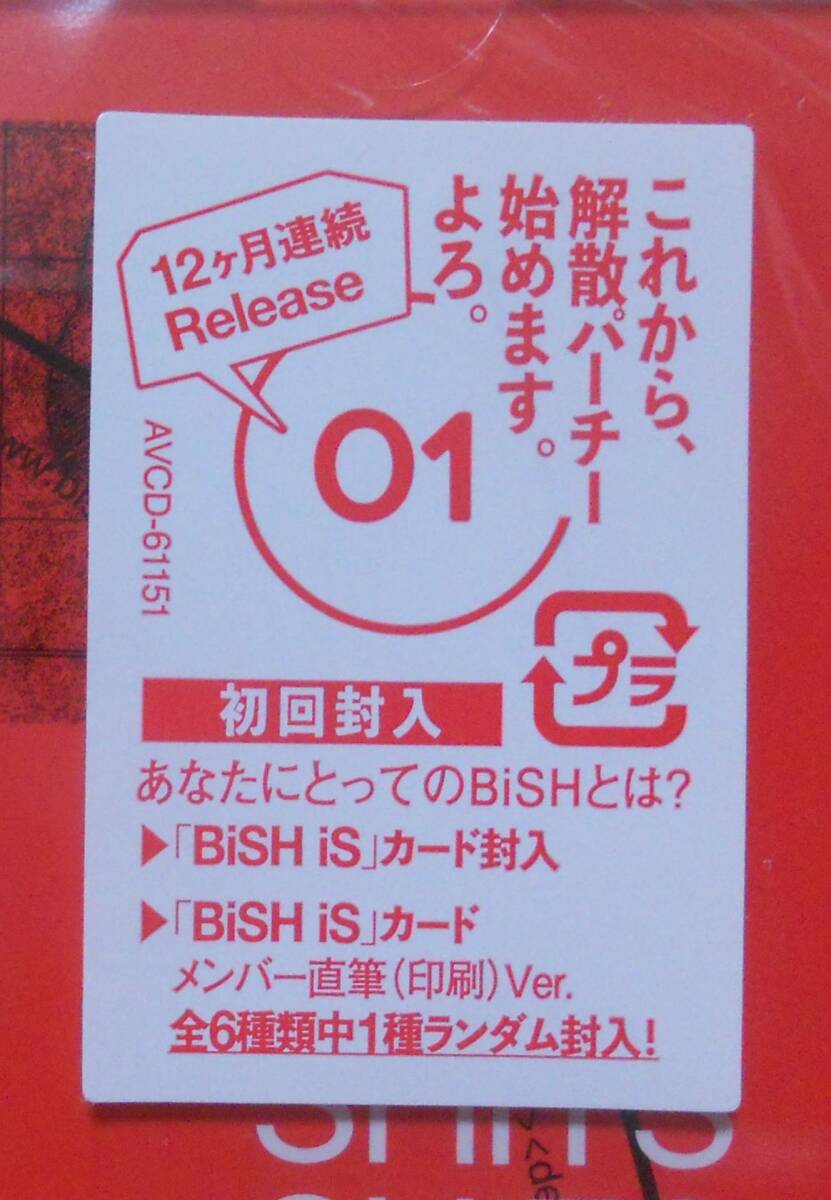 これから、
解散パーチー
始めます。
よろ。
12ヶ月連続
Release
01
AVCD-61151
プラ
初回封入
あなたにとってのBiSHとは?
▶「BiSH iS」カード封入
▶「BiSH iS」カード
メンバー直筆(印刷)Ver.
全6種類中1種ランダム封入!